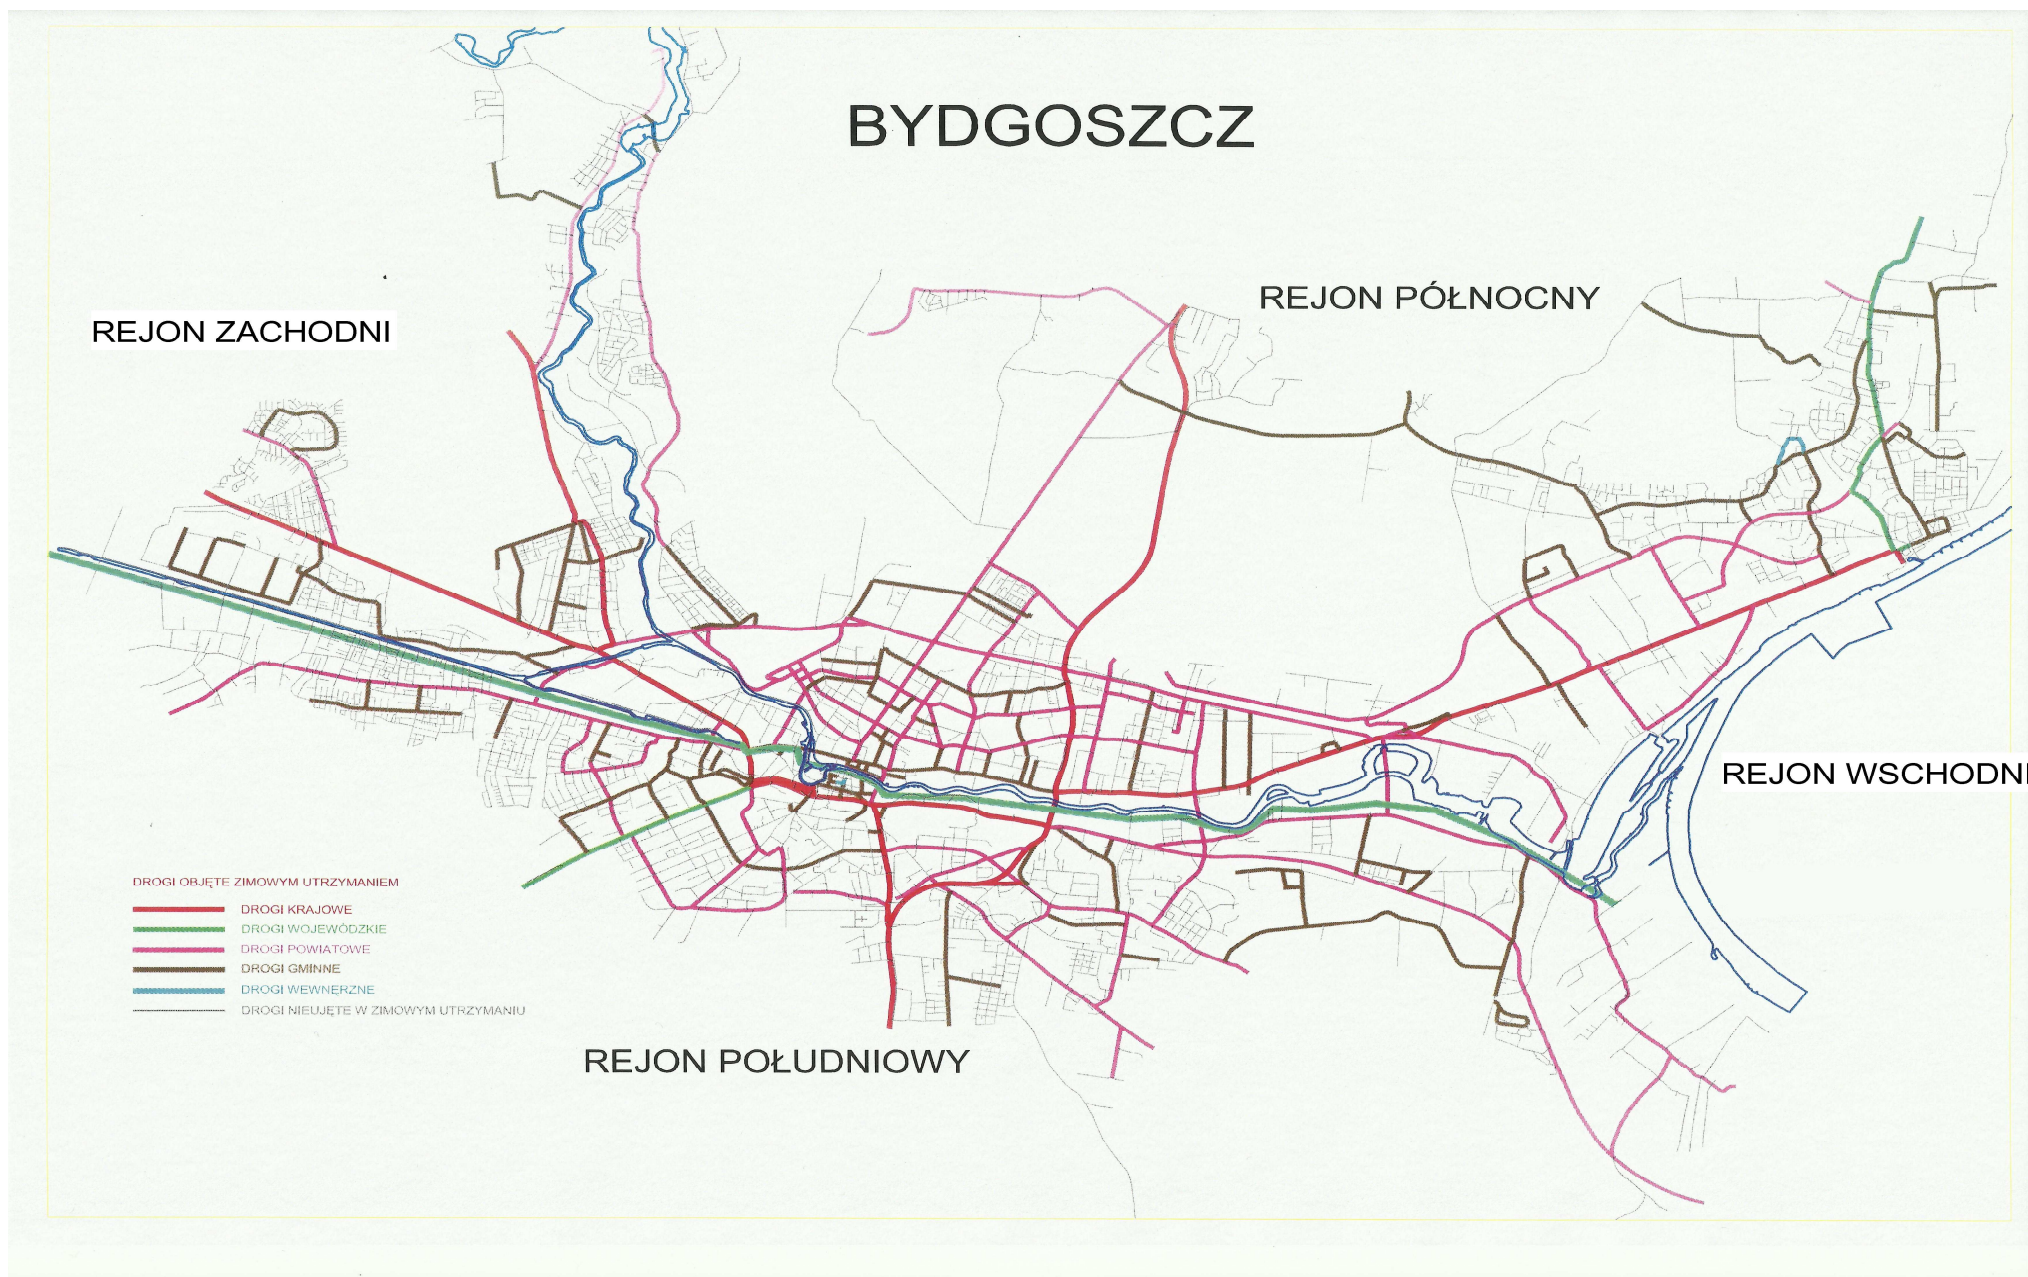 BYDGOSZCZ
REJON PÓŁNOCNY
REJON ZACHODNI
REJON WSCHODNI
DROGI OBJĘTE ZIMOWYM UTRZYMANIEM
DROGI KRAJOWE
DROGI WOJEWÓDZKIE
DROGI POWIATOWE
DROGI GMINNE
DROGI WEWNERZNE
DROGI NIEUJĘTE W ZIMOWYM UTRZYMANIU
REJON POŁUDNIOWY